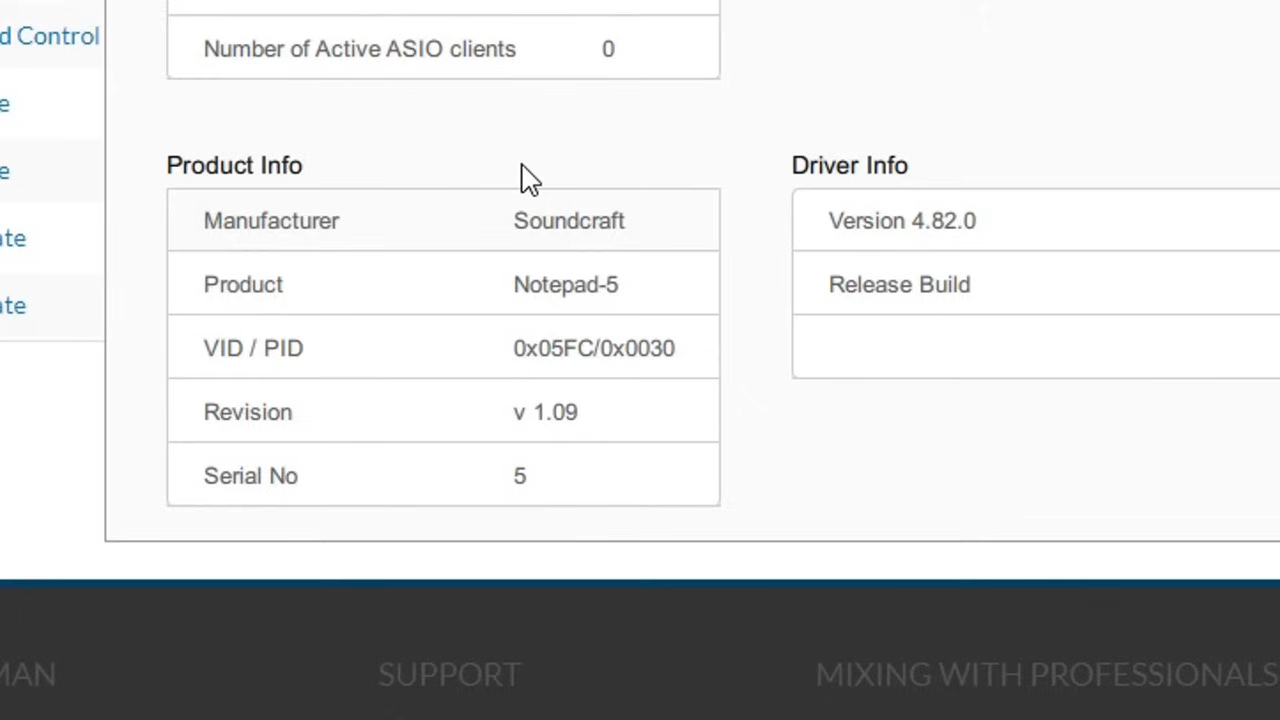 d Control
Number of Active ASIO clients 0
e
Product Info
Driver Info
e
Manufacturer Soundcraft
Version 4.82.0
ate
Product Notepad-5
Release Build
ate
VID / PID 0x05FC/0x0030
Revision v 1.09
Serial No 5
MAN
SUPPORT
MIXING WITH PROFESSIONALS